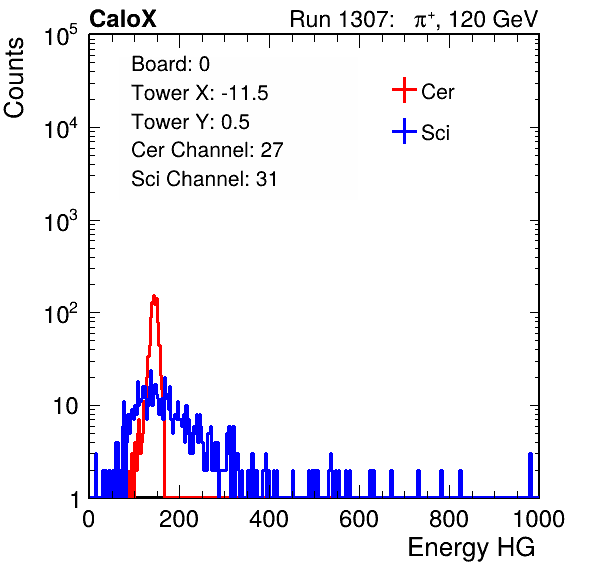 CaloX Run 1307: π⁺, 120 GeV
Counts
Board: 0
Tower X: -11.5
Tower Y: 0.5
Cer Channel: 27
Sci Channel: 31
Cer
Sci
10⁵
10⁴
10³
10²
10
1
0 200 400 600 800 1000
Energy HG